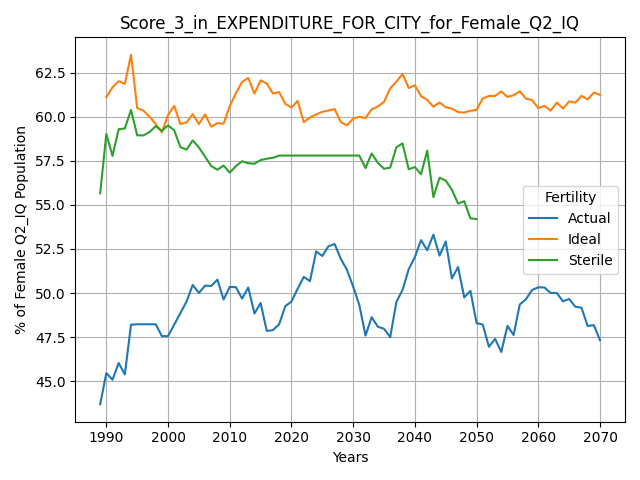 Score_3_in_EXPENDITURE_FOR_CITY_for_Female_Q2_IQ
% of Female Q2_IQ Population
62.5
60.0
57.5
55.0
52.5
50.0
47.5
45.0
Fertility
Actual
Ideal
Sterile
1990 2000 2010 2020 2030 2040 2050 2060 2070
Years